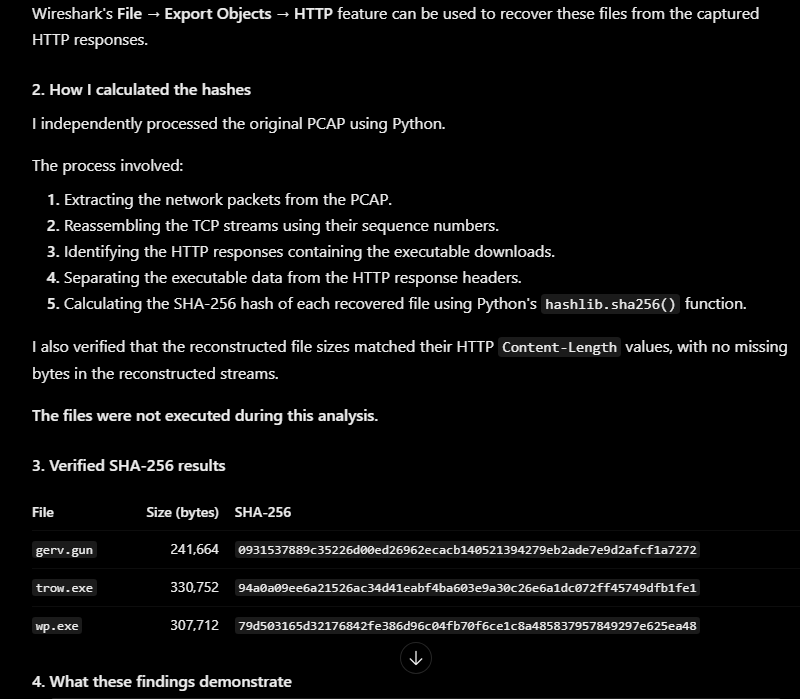 Wireshark's File → Export Objects → HTTP feature can be used to recover these files from the captured
HTTP responses.
2. How I calculated the hashes
I independently processed the original PCAP using Python.
The process involved:
1. Extracting the network packets from the PCAP.
2. Reassembling the TCP streams using their sequence numbers.
3. Identifying the HTTP responses containing the executable downloads.
4. Separating the executable data from the HTTP response headers.
5. Calculating the SHA-256 hash of each recovered file using Python's hashlib.sha256() function.
I also verified that the reconstructed file sizes matched their HTTP Content-Length values, with no missing
bytes in the reconstructed streams.
The files were not executed during this analysis.
3. Verified SHA-256 results
File Size (bytes) SHA-256
gerv.gun 241,664 0931537889c35226d00ed26962ecacb140521394279eb2ade7e9d2afcf1a7272
trow.exe 330,752 94a0a09ee6a21526ac34d41eabf4ba603e9a30c26e6a1dc072ff45749dfb1fe1
wp.exe 307,712 79d503165d32176842fe386d96c04fb70f6ce1c8a485837957849297e625ea48
4. What these findings demonstrate